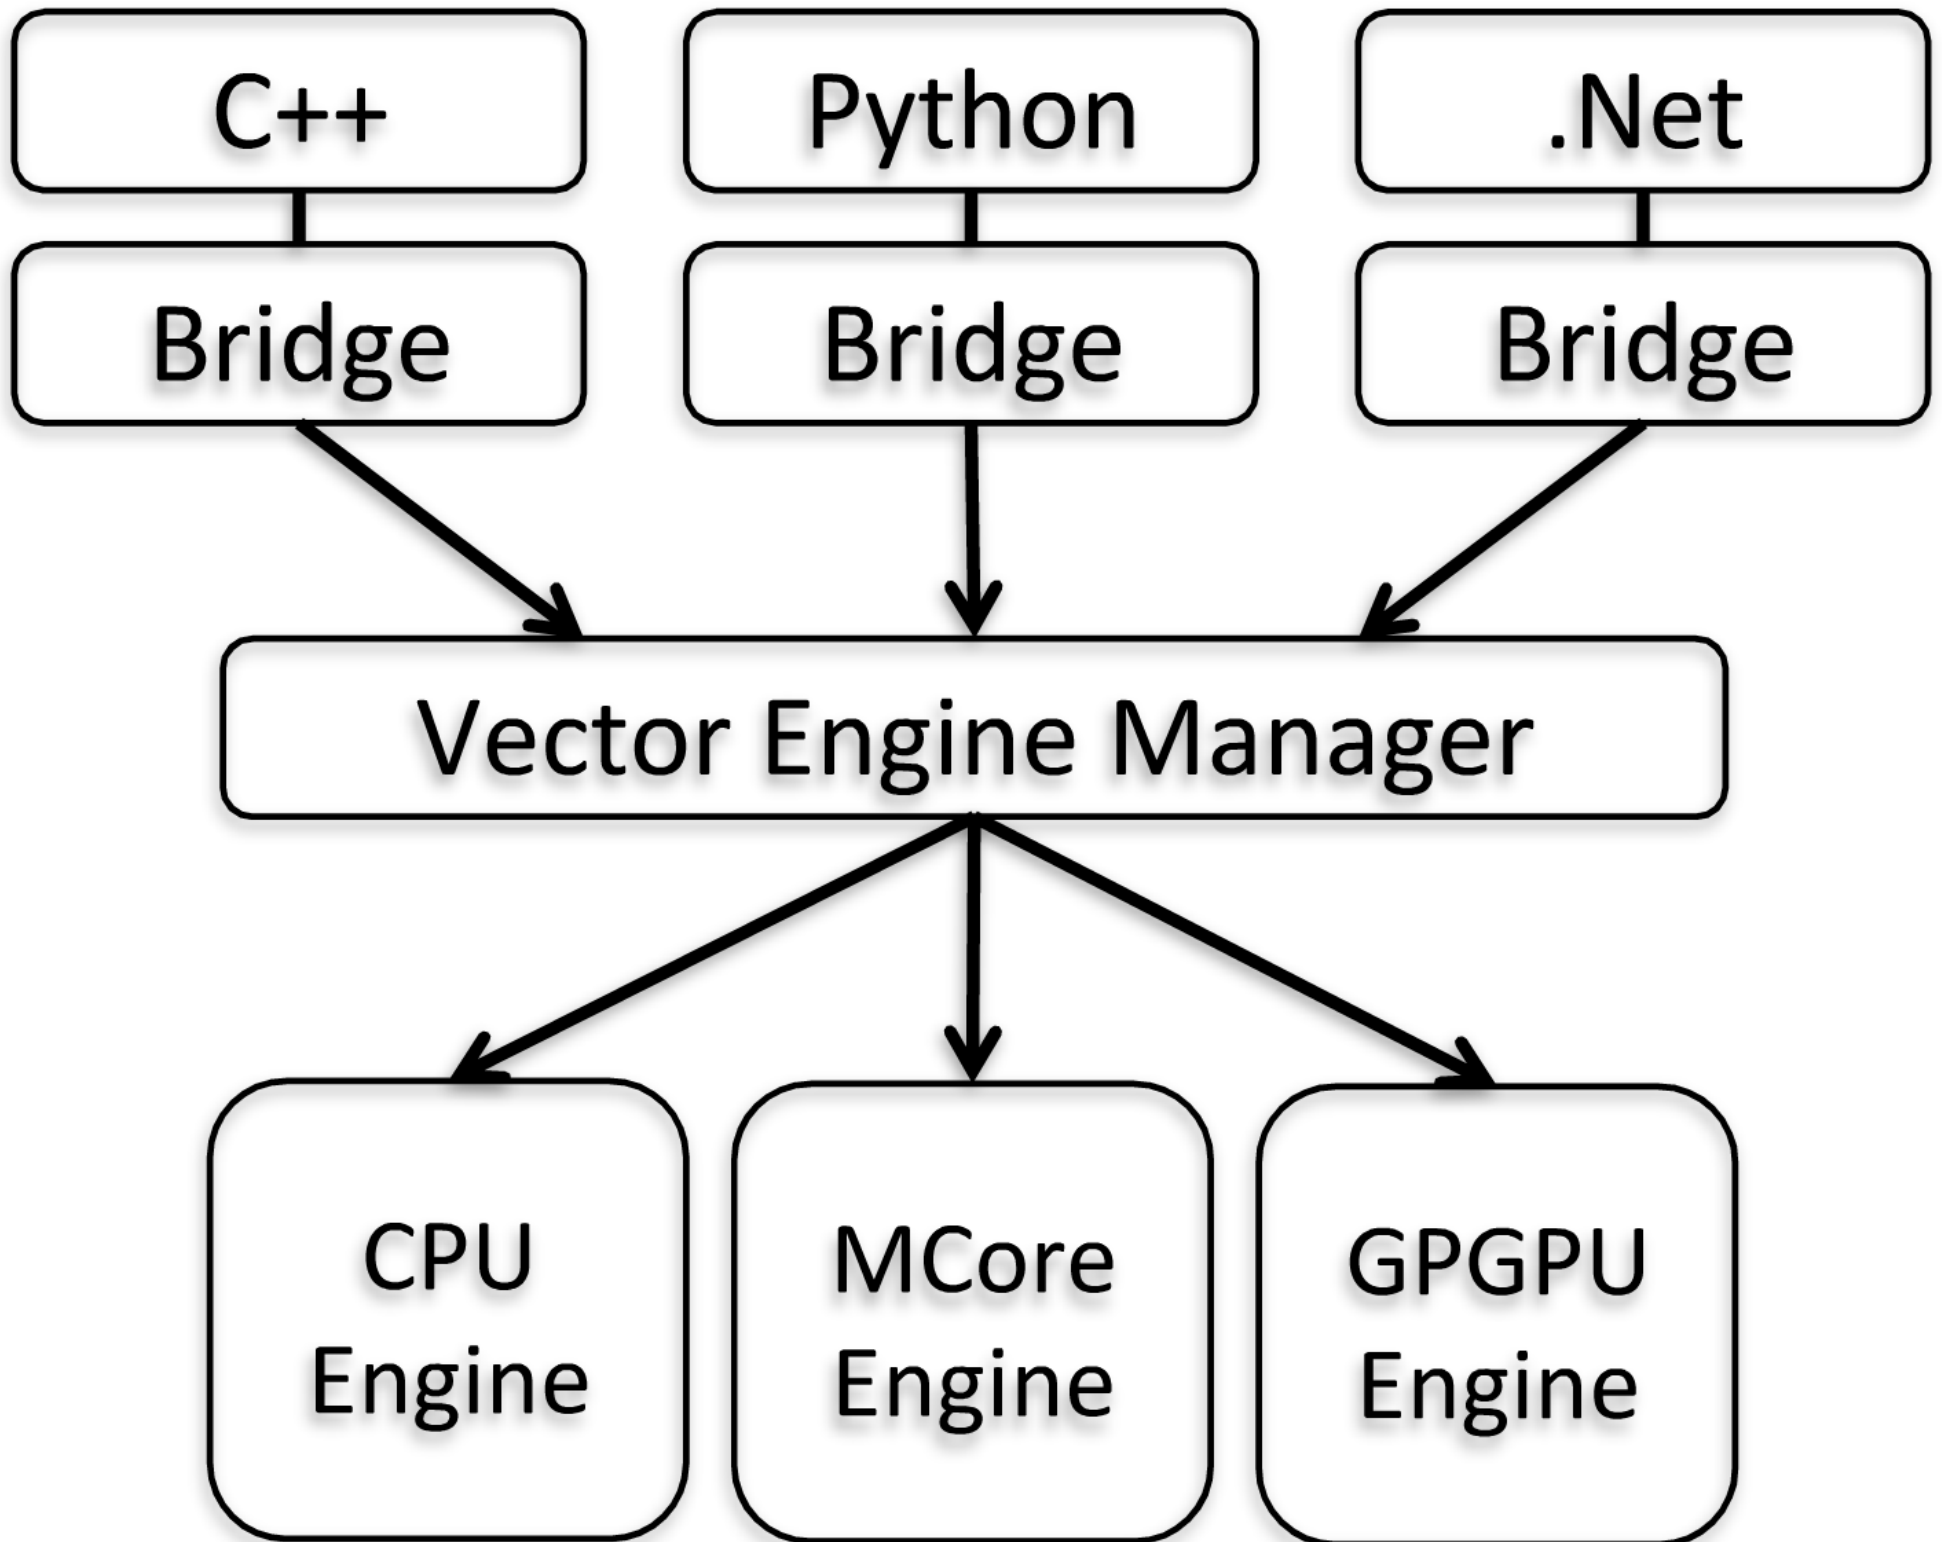 C++
Python
.Net
Bridge
Bridge
Bridge
Vector Engine Manager
CPU
Engine
MCore
Engine
GPGPU
Engine